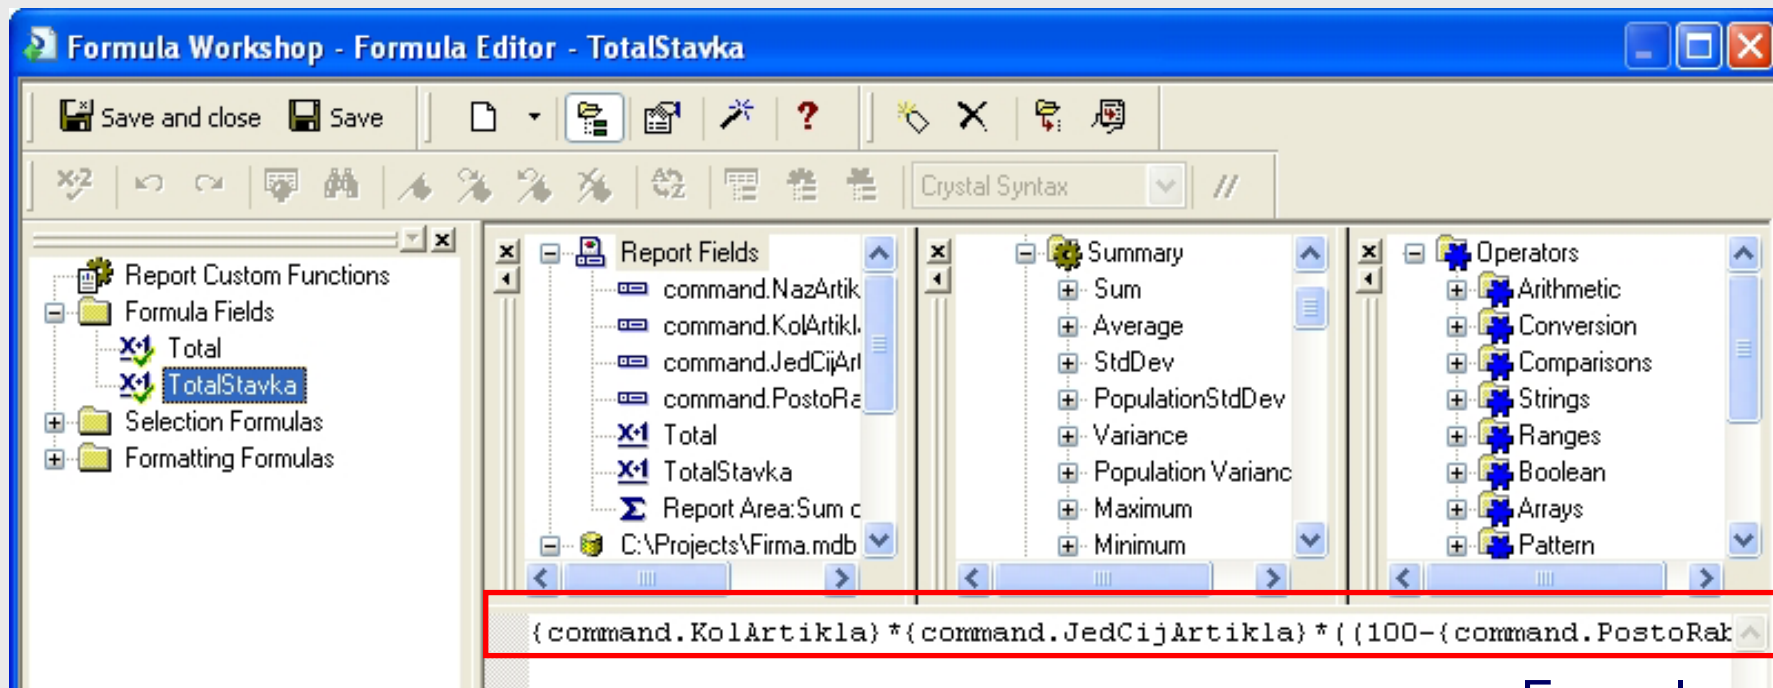 Formula Workshop - Formula Editor - TotalStavka
Save and close Save
Crystal Syntax //
Report Custom Functions
Formula Fields
Total
TotalStavka
Selection Formulas
Formatting Formulas
Report Fields
command.NazArtik
command.KolArtikl
command.JedCijArt
command.PostoRa
Total
TotalStavka
Report Area:Sum o
C:\Projects\Firma.mdb
Summary
Sum
Average
StdDev
PopulationStdDev
Variance
Population Varianc
Maximum
Minimum
Operators
Arithmetic
Conversion
Comparisons
Strings
Ranges
Boolean
Arrays
Pattern
{command.KolArtikla}*{command.JedCijArtikla}*((100-{command.PostoRab